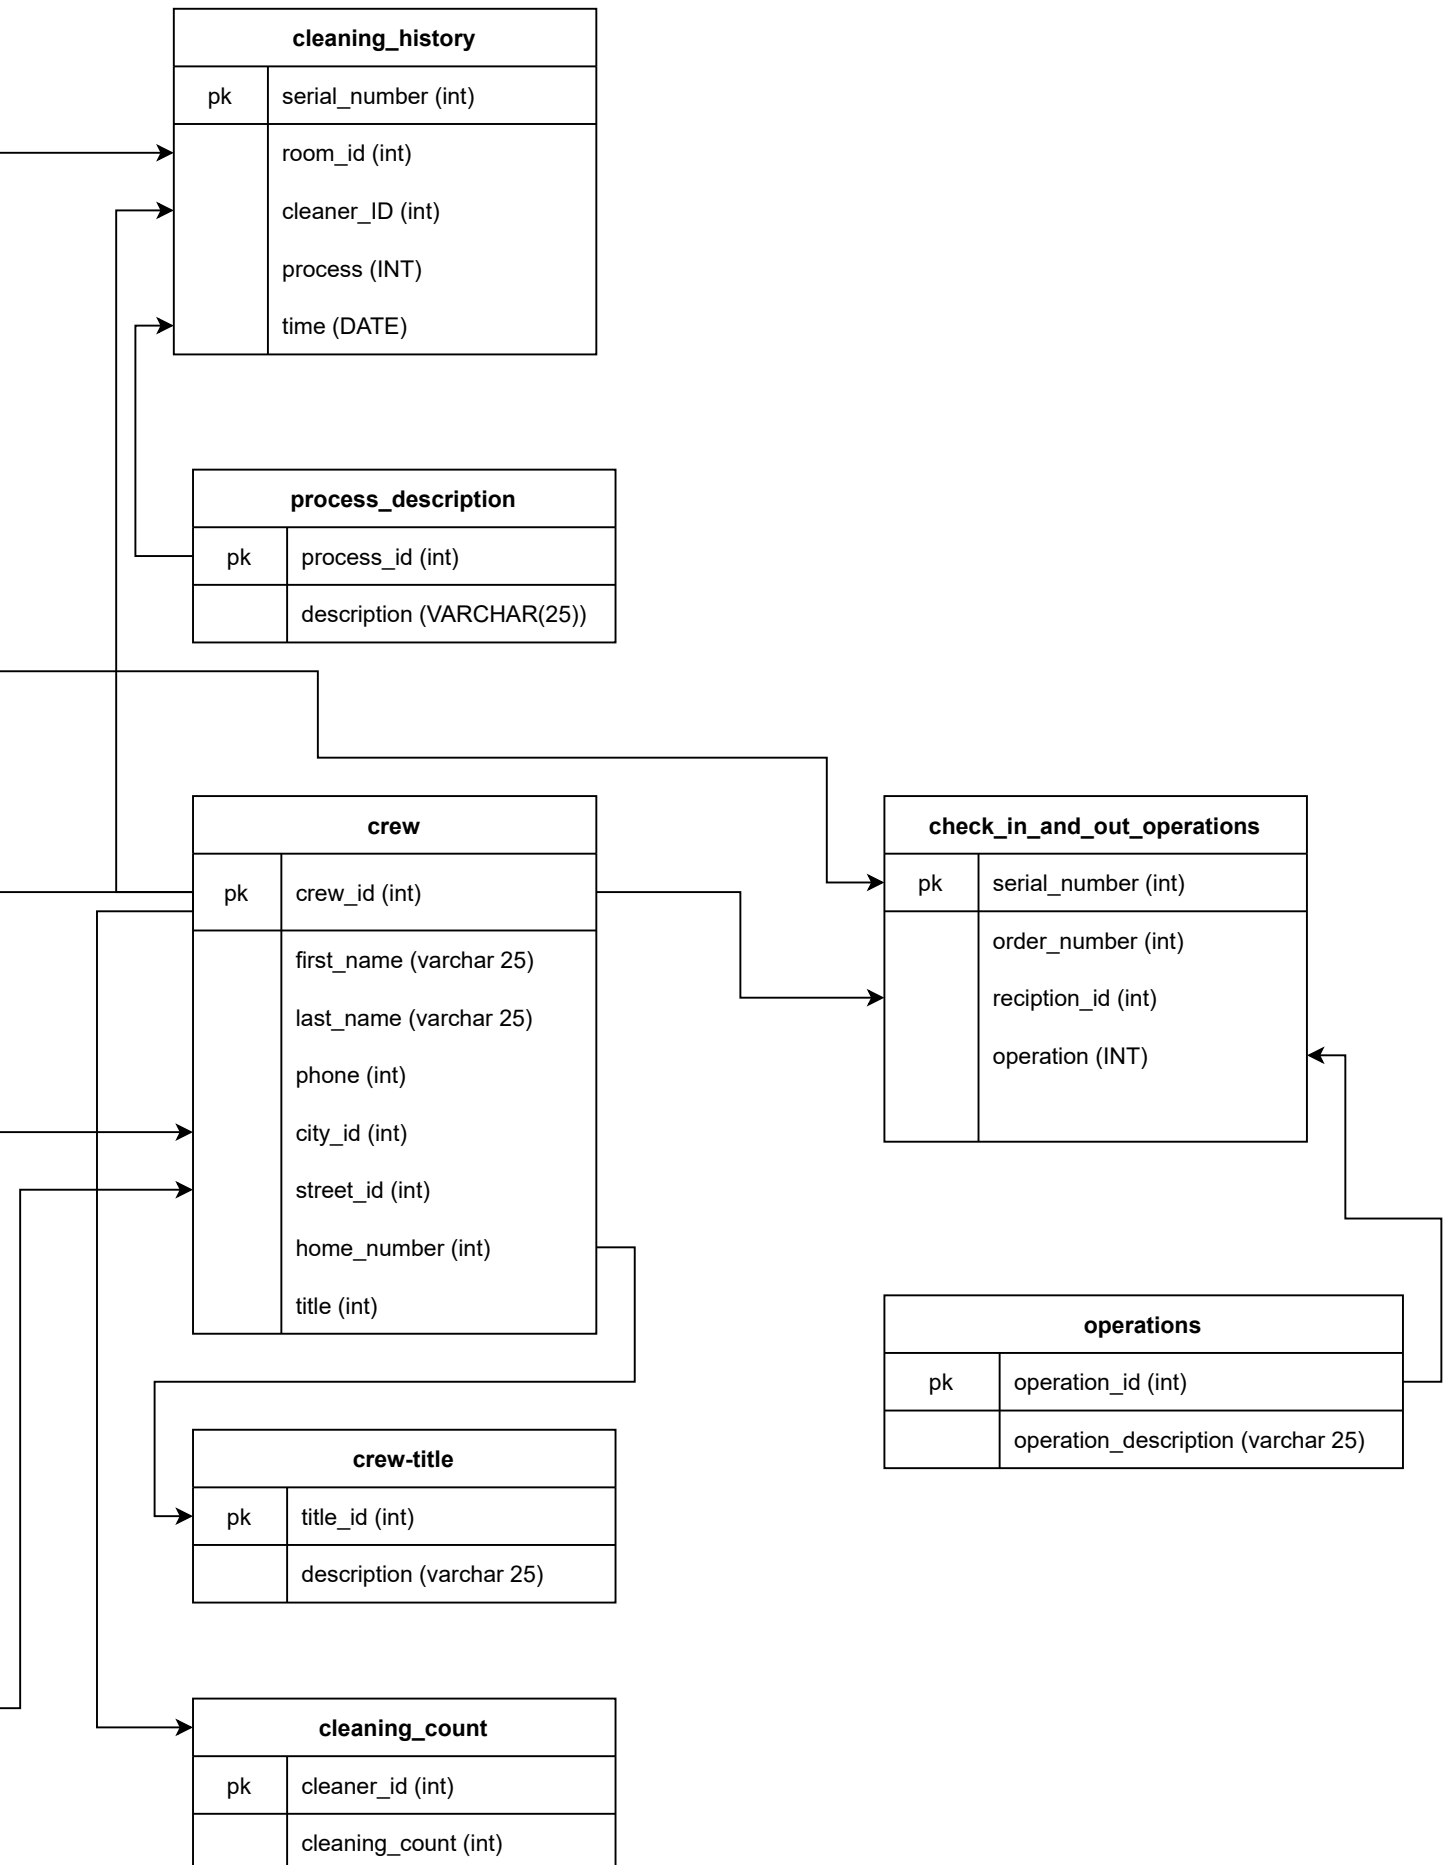 cleaning_history
pk serial_number (int)
room_id (int)
cleaner_ID (int)
process (INT)
time (DATE)
process_description
pk process_id (int)
description (VARCHAR(25))
crew
pk crew_id (int)
first_name (varchar 25)
last_name (varchar 25)
phone (int)
city_id (int)
street_id (int)
home_number (int)
title (int)
check_in_and_out_operations
pk serial_number (int)
order_number (int)
reciption_id (int)
operation (INT)
operations
pk operation_id (int)
operation_description (varchar 25)
crew-title
pk title_id (int)
description (varchar 25)
cleaning_count
pk cleaner_id (int)
cleaning_count (int)